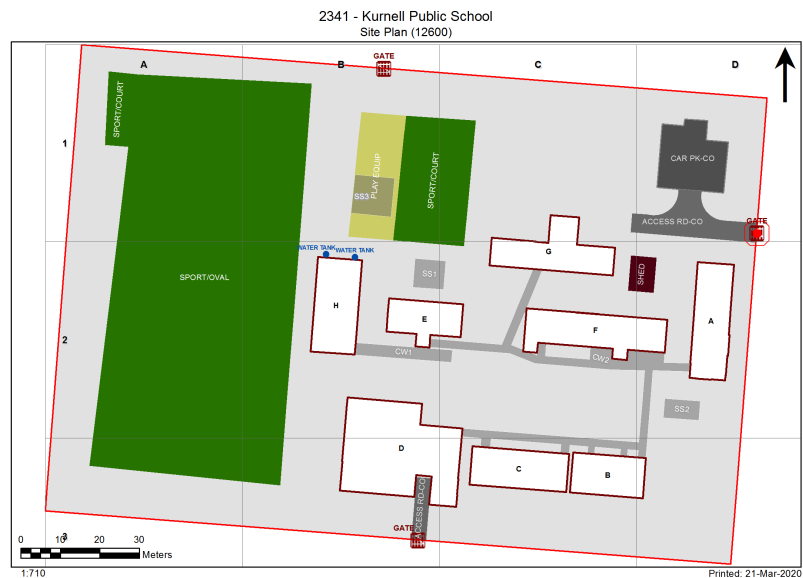 2341 - Kurnell Public School
Site Plan (12600)
GATE
A
B
C
D
SPORT/COURT
1
PLAY EQUIP
SPORT/COURT
CAR PK-CO
SS3
GATE
ACCESS RD-CO
WATER TANK
WATER TANK
G
SPORT/OVAL
SS1
SHED
H
E
F
A
2
CW1
CW2
SS2
D
C
B
ACCESS RD-CO
GATE
3
0 10 20 30
Meters
1:710
Printed: 21-Mar-2020